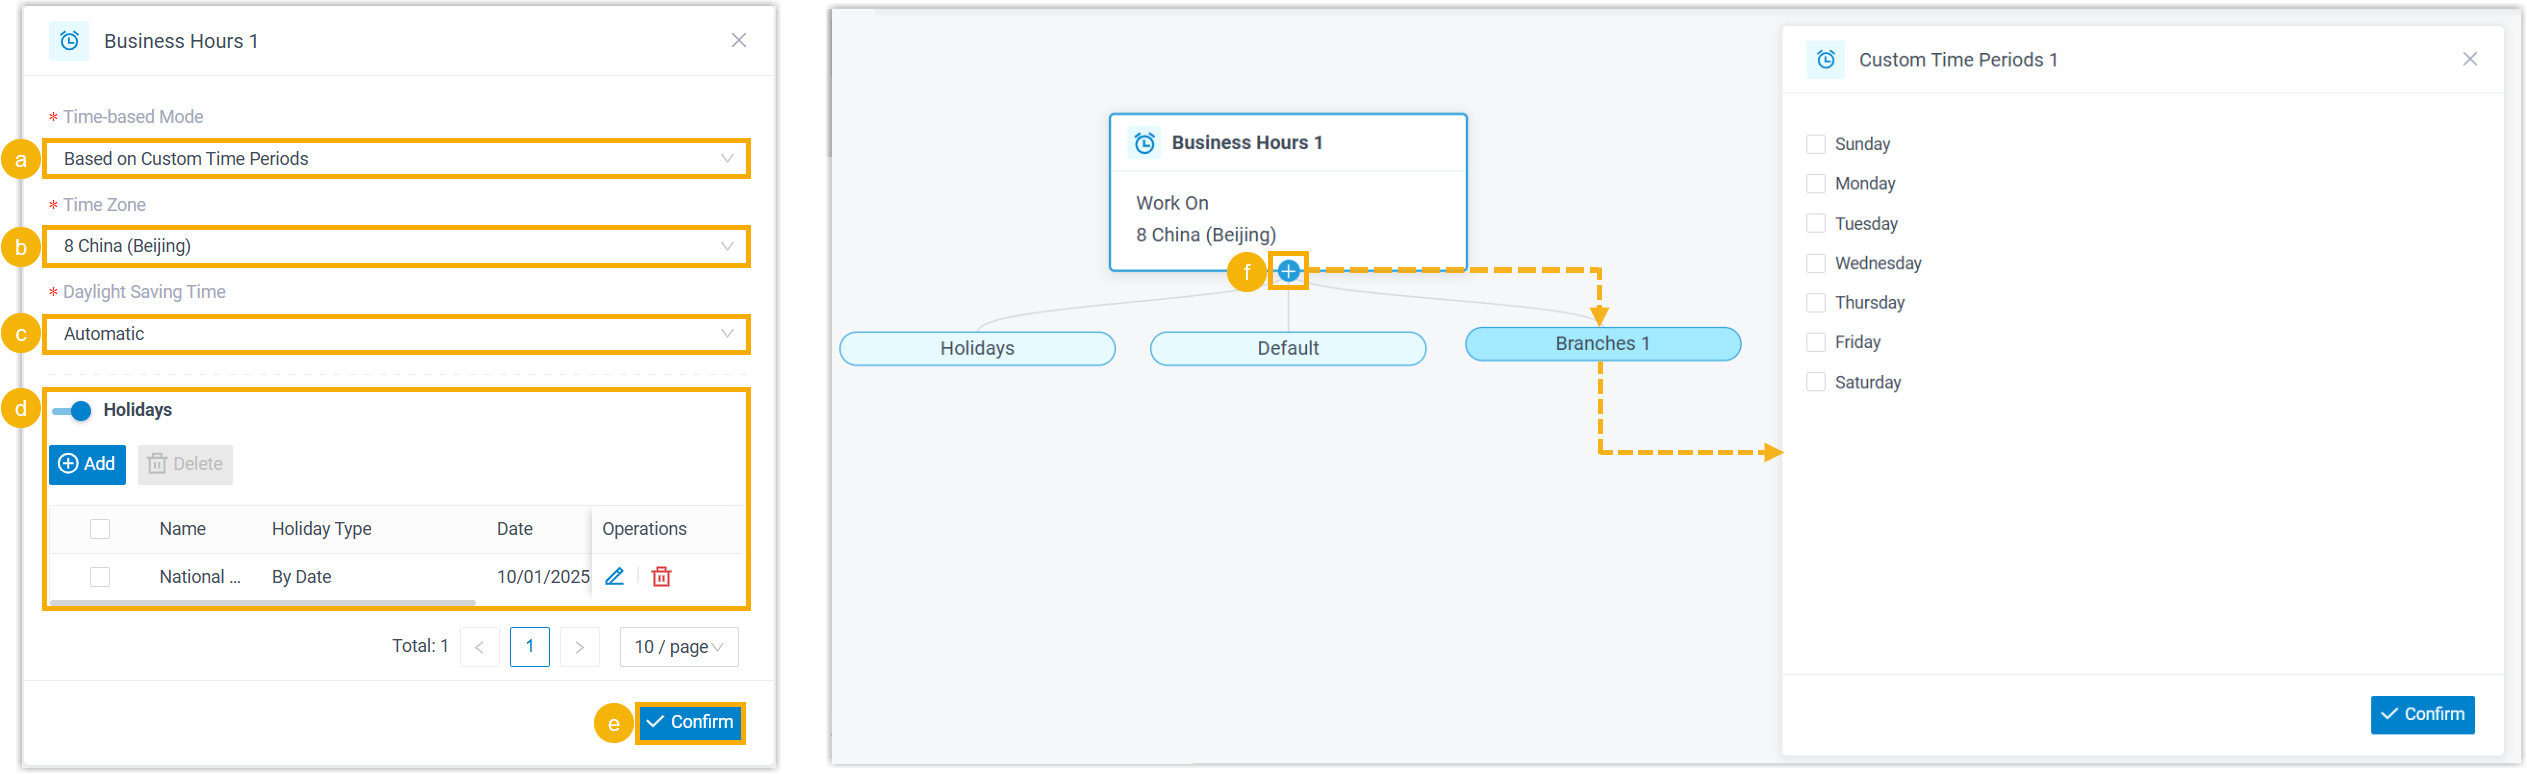 Business Hours 1
* Time-based Mode
a
Based on Custom Time Periods
* Time Zone
b
8 China (Beijing)
* Daylight Saving Time
c
Automatic
d
Holidays
Add
Delete
Name Holiday Type Date Operations
National ... By Date 10/01/2025
Total: 1 < 1 > 10 / page
e
Confirm
Business Hours 1
Work On
8 China (Beijing)
f
Holidays
Default
Branches 1
Custom Time Periods 1
Sunday
Monday
Tuesday
Wednesday
Thursday
Friday
Saturday
Confirm